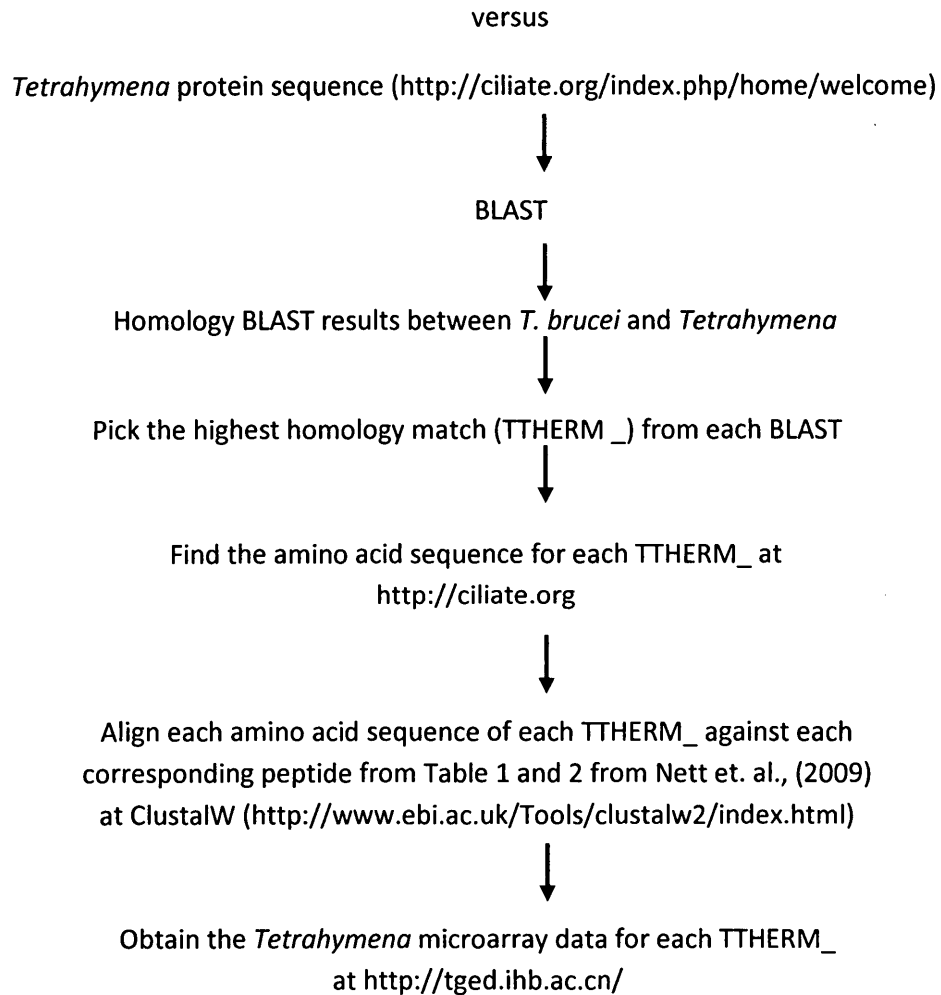 versus
Tetrahymena protein sequence (http://ciliate.org/index.php/home/welcome)
BLAST
Homology BLAST results between T. brucei and Tetrahymena
Pick the highest homology match (TTHERM _) from each BLAST
Find the amino acid sequence for each TTHERM_ at
http://ciliate.org
Align each amino acid sequence of each TTHERM_ against each
corresponding peptide from Table 1 and 2 from Nett et. al., (2009)
at ClustalW (http://www.ebi.ac.uk/Tools/clustalw2/index.html)
Obtain the Tetrahymena microarray data for each TTHERM_
at http://tged.ihb.ac.cn/